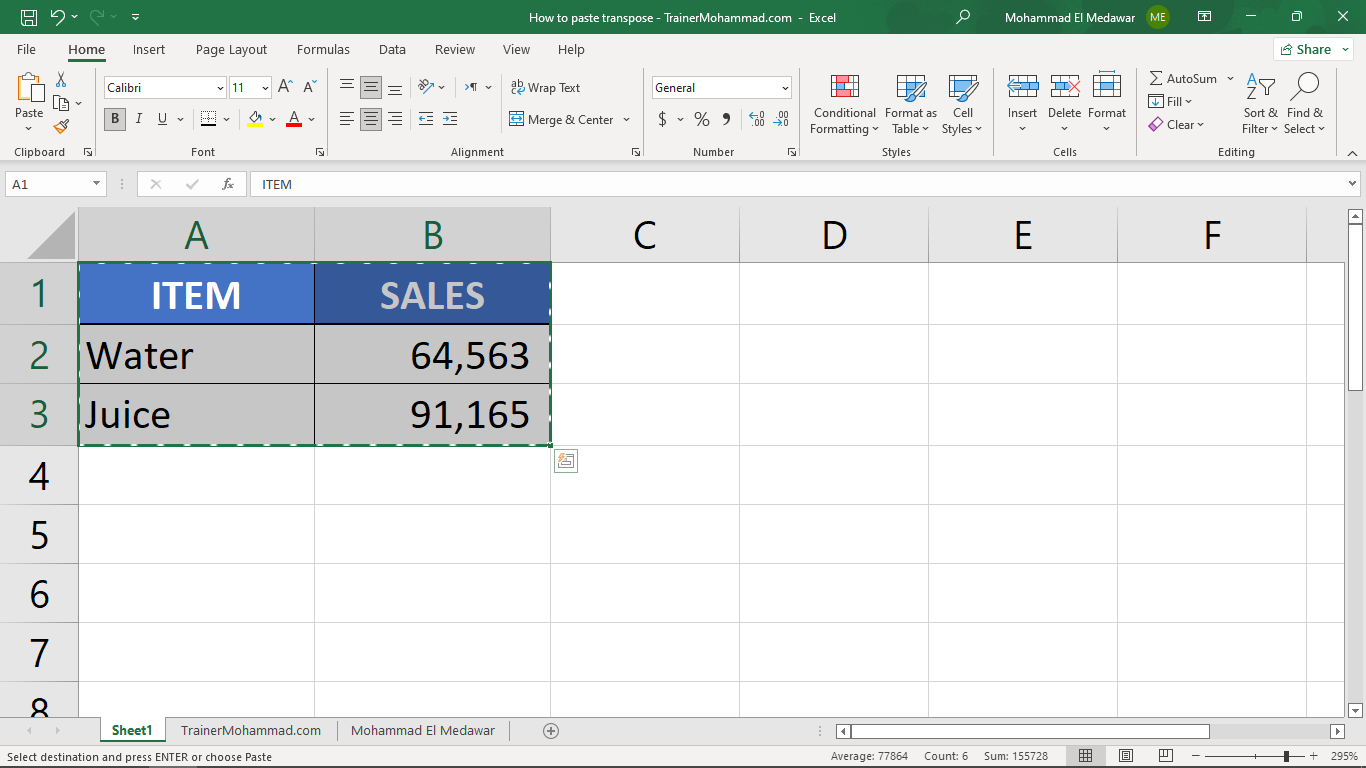 How to paste transpose - TrainerMohammad.com - Excel
Mohammad El Medawar ME
File Home Insert Page Layout Formulas Data Review View Help Share
Paste
Clipboard
Calibri 11
B I U A
Font
ab Wrap Text
Merge & Center
Alignment
General
$ % 9 .00 .00
Number
Conditional Formatting
Format as Table
Cell Styles
Styles
Insert Delete Format
Cells
AutoSum
Fill
Clear
Sort & Filter
Find & Select
Editing
A1 fx ITEM
A B C D E F
1 ITEM SALES
2 Water 64,563
3 Juice 91,165
4
5
6
7
8
Sheet1 TrainerMohammad.com Mohammad El Medawar
Select destination and press ENTER or choose Paste Average: 77864 Count: 6 Sum: 155728 295%